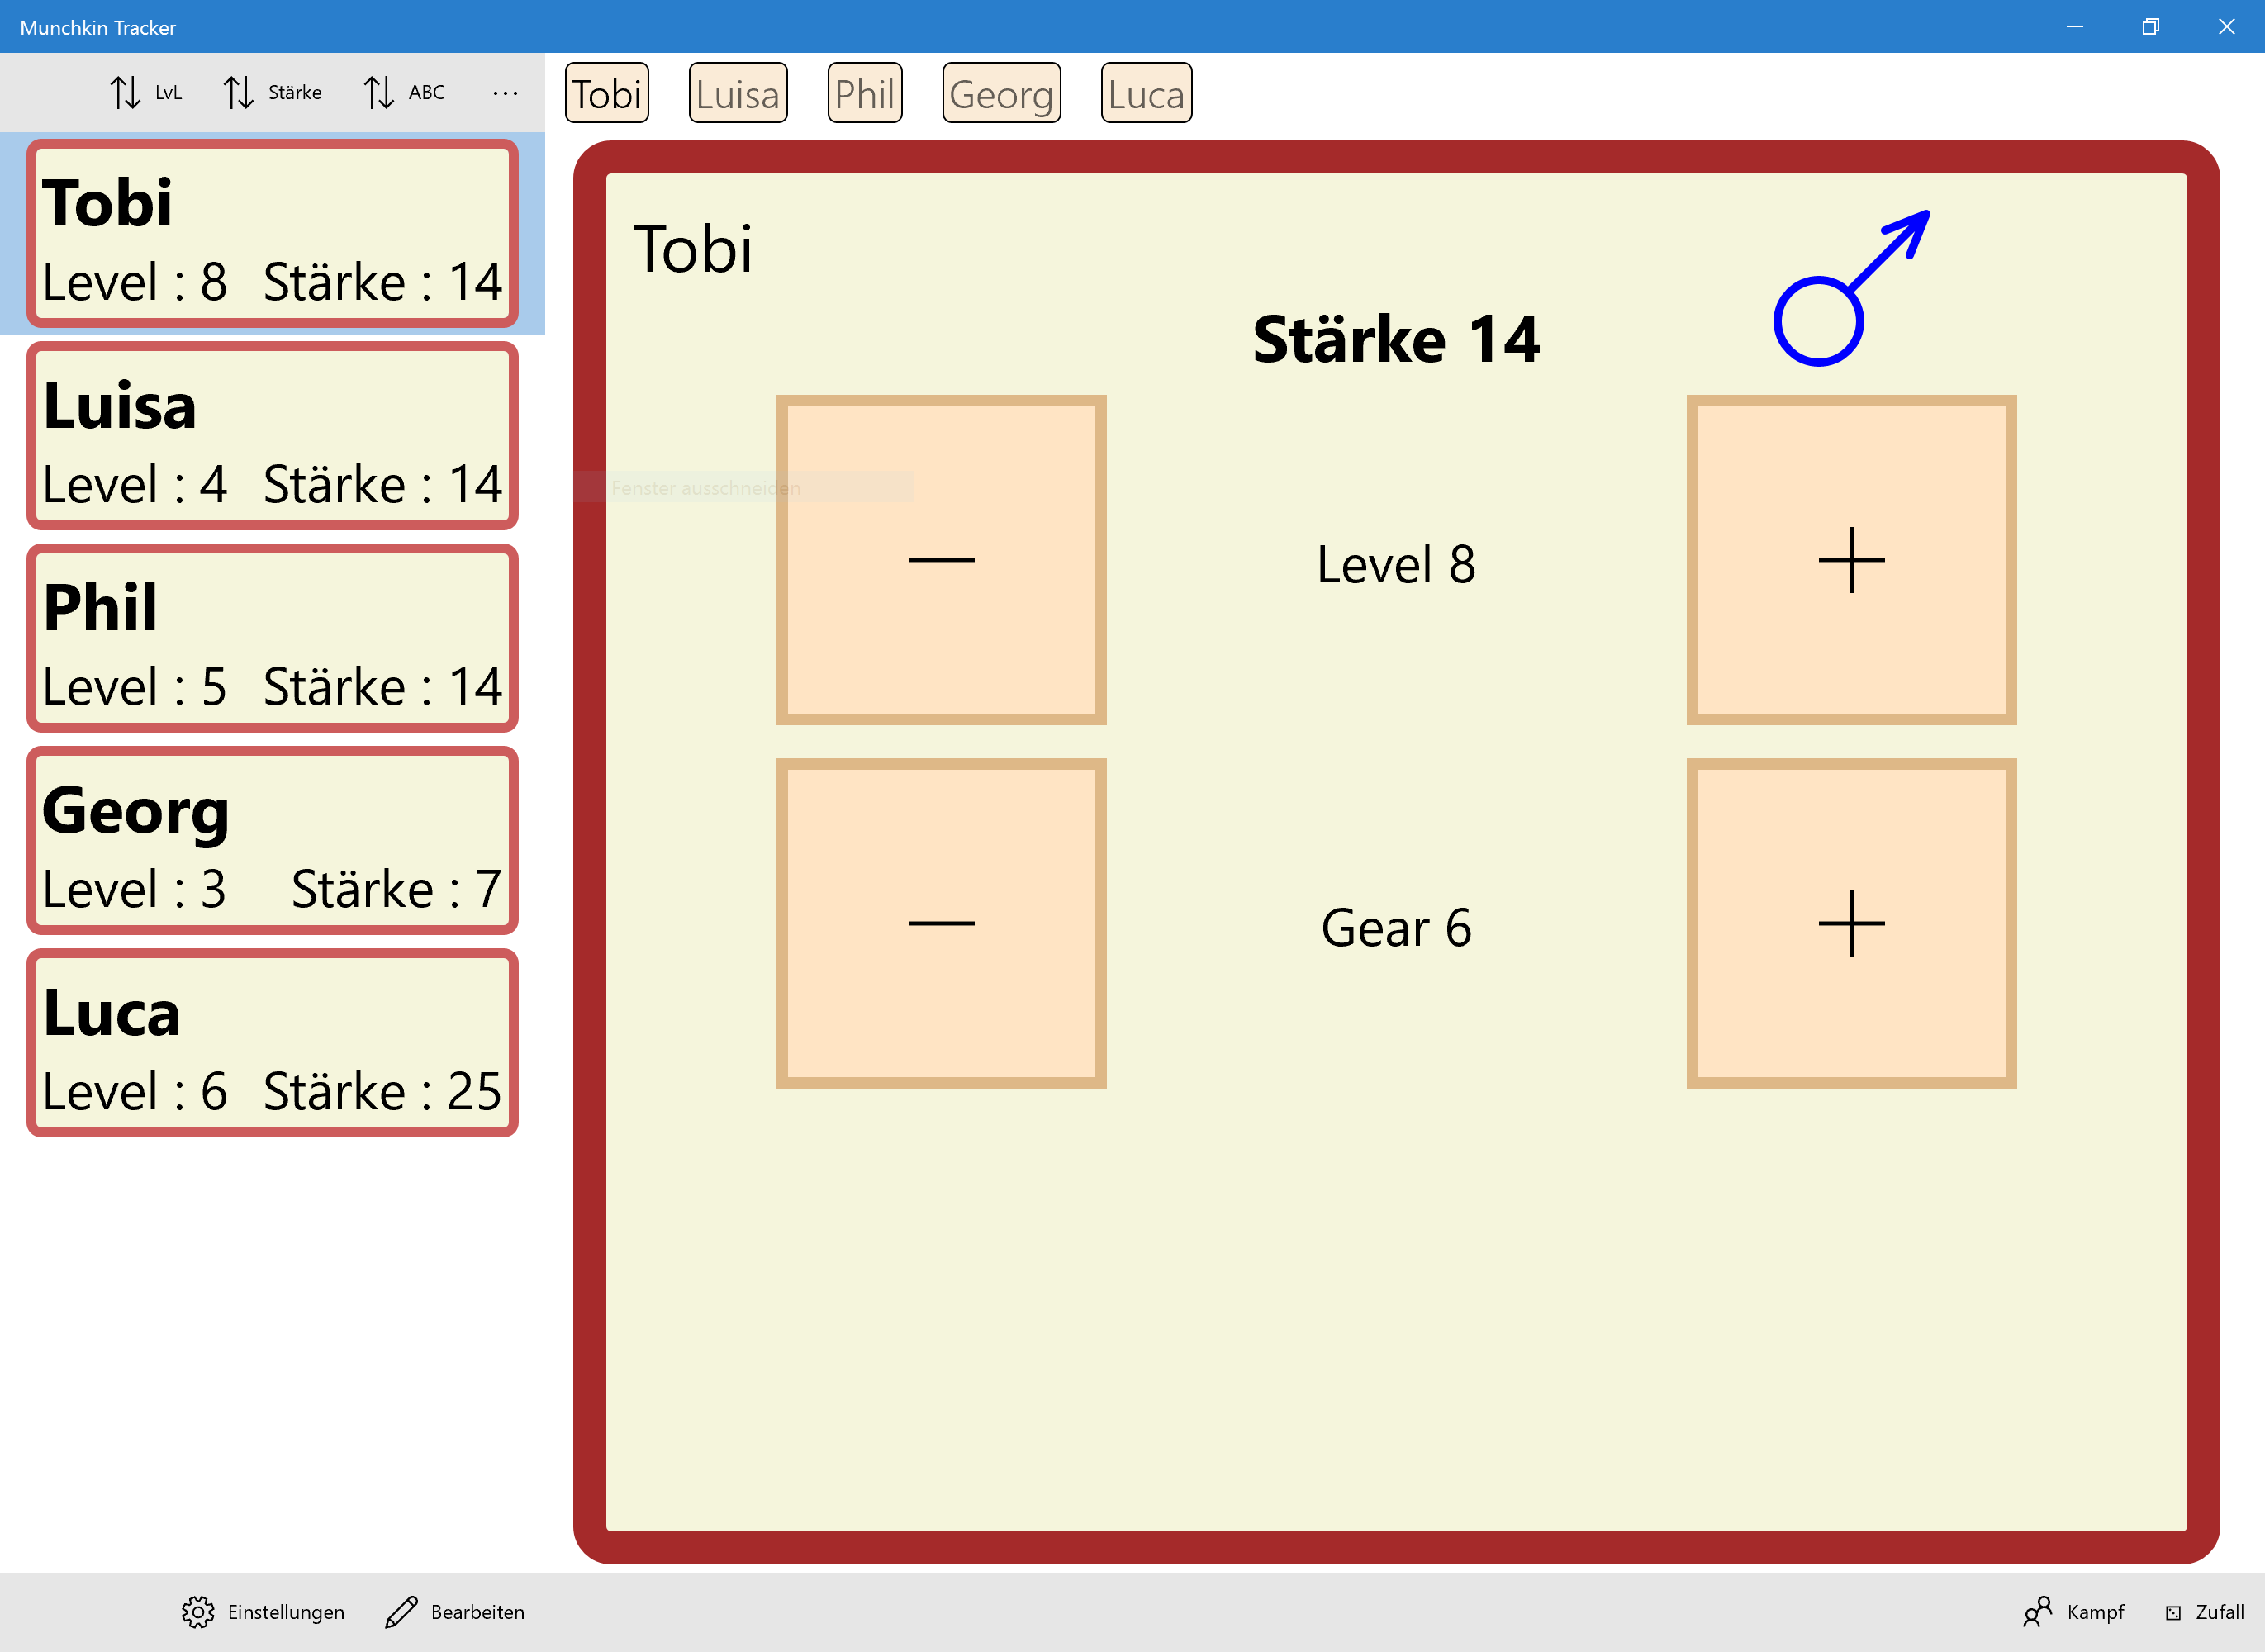 Munchkin Tracker
LvL Stärke ABC ...
Tobi
Level : 8 Stärke : 14
Luisa
Level : 4 Stärke : 14
Phil
Level : 5 Stärke : 14
Georg
Level : 3 Stärke : 7
Luca
Level : 6 Stärke : 25
Tobi Luisa Phil Georg Luca
Tobi
Stärke 14
Fenster ausschneiden
Level 8
Gear 6
Einstellungen Bearbeiten
Kampf Zufall